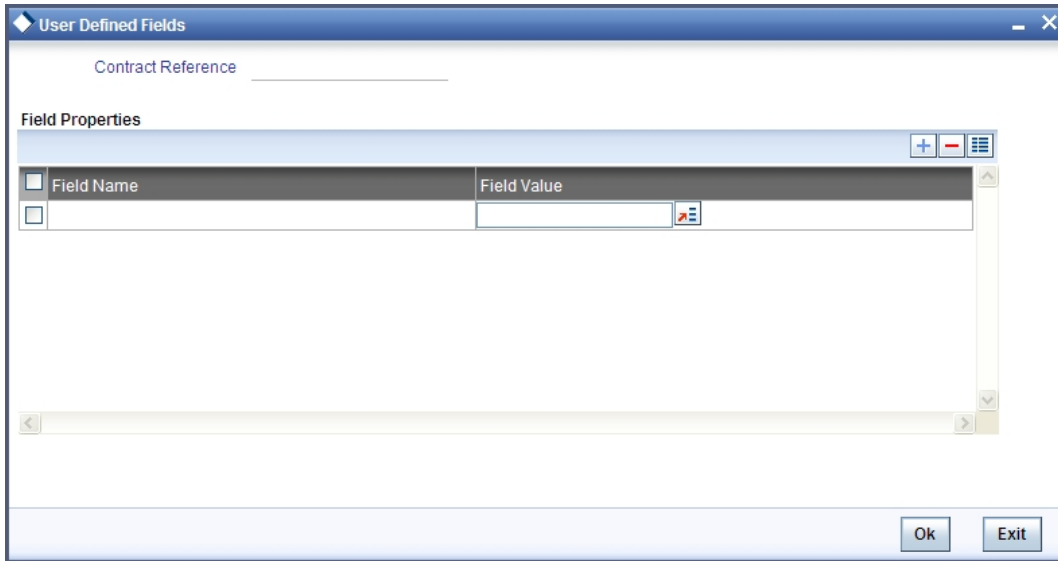 User Defined Fields
Contract Reference
Field Properties
Field Name Field Value
Ok Exit